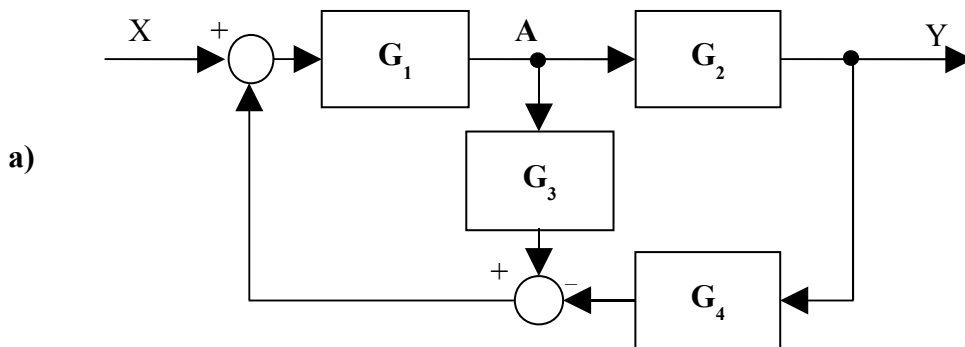 X + G₁ A G₂ Y
a)
G₃
+ –
G₄